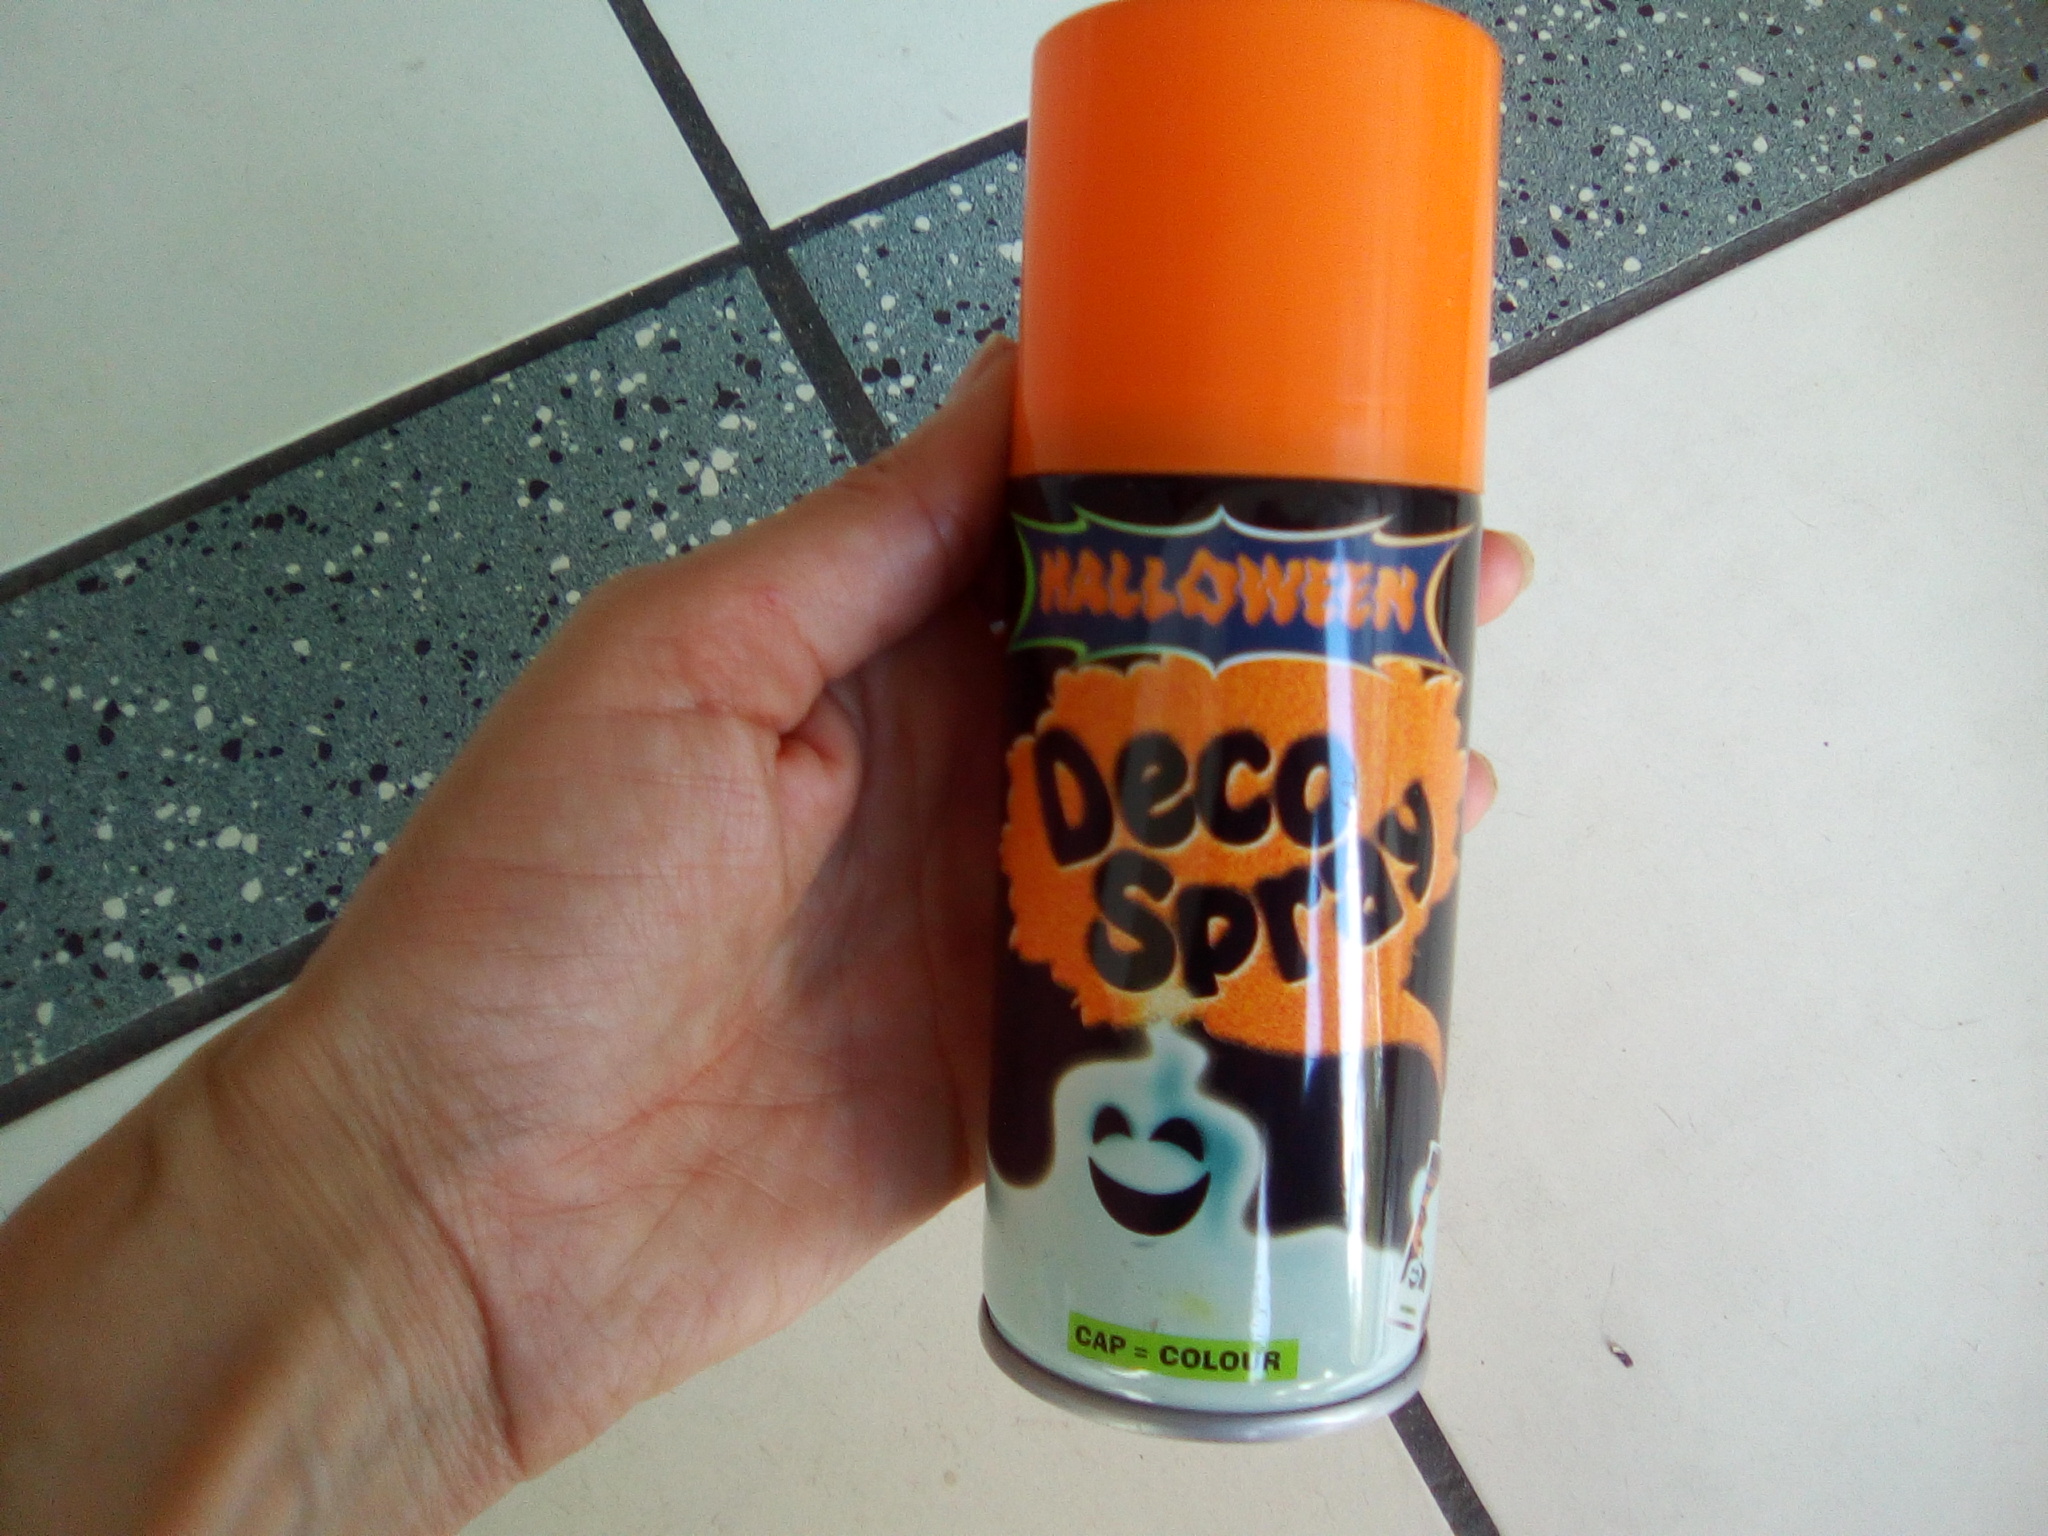 HALLOWEEN
Deco
Spray
CAP = COLOUR